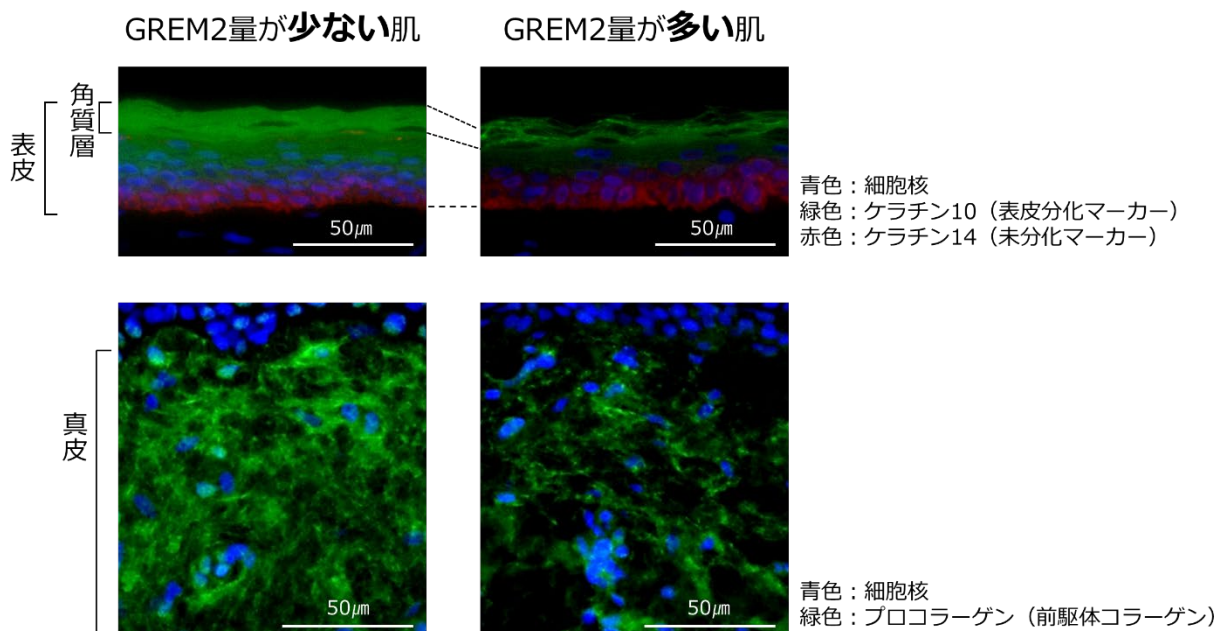 GREM2量が少ない肌
GREM2量が多い肌
表皮
角質層
50㎛
50㎛
青色：細胞核
緑色：ケラチン10（表皮分化マーカー）
赤色：ケラチン14（未分化マーカー）
真皮
50㎛
50㎛
青色：細胞核
緑色：プロコラーゲン（前駆体コラーゲン）